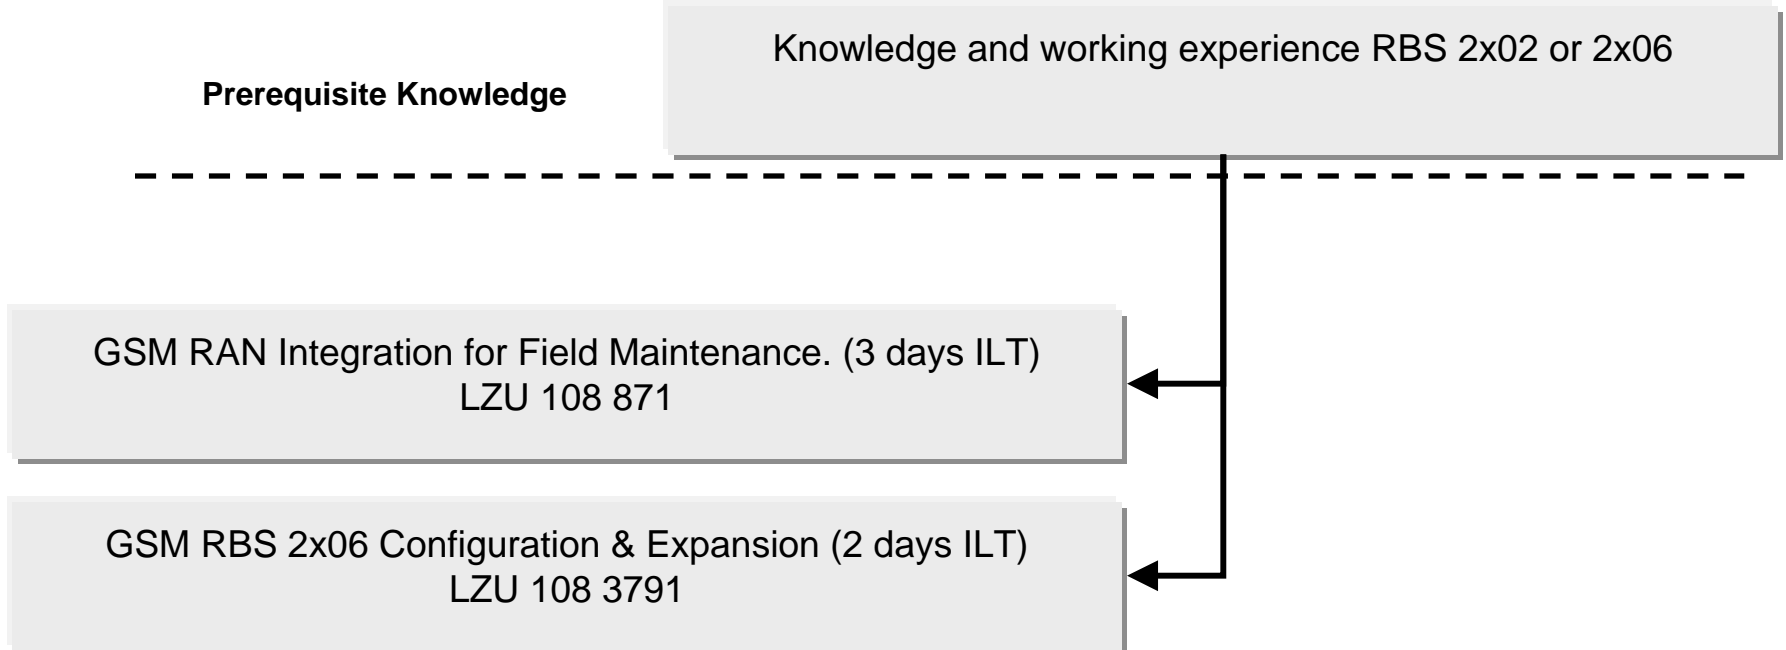 Knowledge and working experience RBS 2x02 or 2x06
Prerequisite Knowledge
GSM RAN Integration for Field Maintenance. (3 days ILT)
LZU 108 871
GSM RBS 2x06 Configuration & Expansion (2 days ILT)
LZU 108 3791